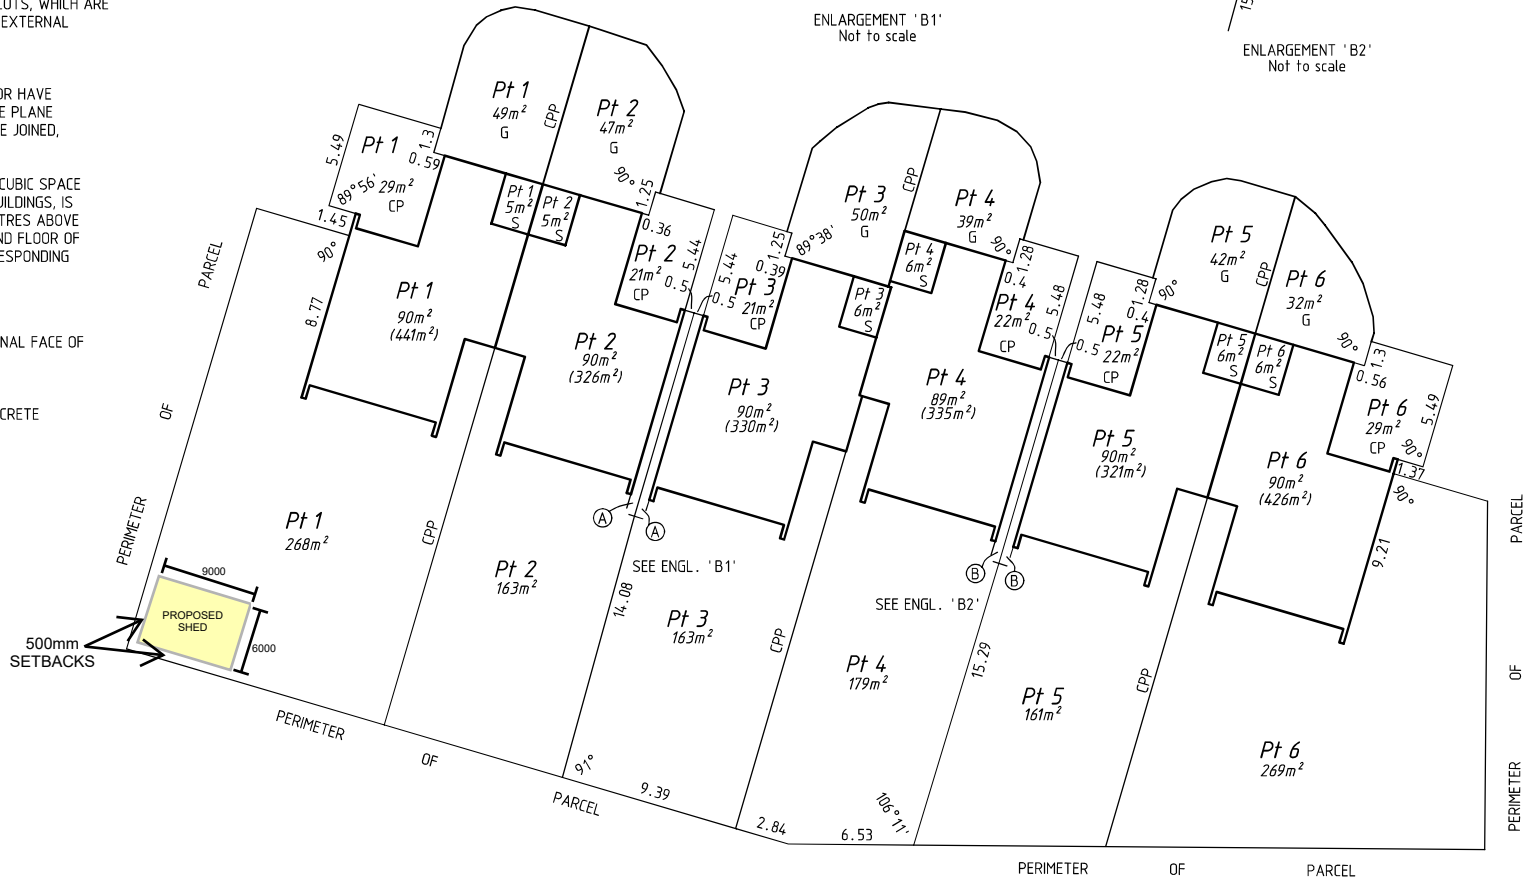 LOTS, WHICH ARE
EXTERNAL
OR HAVE
E PLANE
E JOINED,
CUBIC SPACE
UILDINGS, IS
TRES ABOVE
ND FLOOR OF
ESPONDING
NAL FACE OF
CRETE
ENLARGEMENT 'B1'
Not to scale
15
ENLARGEMENT 'B2'
Not to scale
Pt 1
49m²
G
CPP
Pt 2
47m²
G
90°
1.25
5.49
Pt 1
1.3
0.59
89°56'
29m²
CP
1.45
90°
Pt 1
5m²
S
Pt 2
5m²
S
0.36
Pt 2
21m²
CP
5.44
0.5
Pt 3
50m²
G
CPP
Pt 4
39m²
G
90°
1.28
5.44
1.25
0.39
89°38'
0.5
Pt 3
21m²
CP
Pt 4
6m²
S
Pt 3
6m²
S
0.4
Pt 4
22m²
CP
5.48
0.5
Pt 5
42m²
G
CPP
Pt 6
32m²
G
90°
5.48
1.28
0.4
90°
0.5
Pt 5
22m²
CP
Pt 5
6m²
S
Pt 6
6m²
S
1.3
0.56
Pt 6
29m²
CP
5.49
90°
1.37
90°
PARCEL
OF
PERIMETER
8.77
Pt 1
90m²
(441m²)
Pt 2
90m²
(326m²)
Pt 3
90m²
(330m²)
Pt 4
89m²
(335m²)
Pt 5
90m²
(321m²)
Pt 6
90m²
(426m²)
9.21
A
A
SEE ENGL. 'B1'
B
B
SEE ENGL. 'B2'
Pt 1
268m²
CPP
Pt 2
163m²
14.08
Pt 3
163m²
CPP
Pt 4
179m²
15.29
Pt 5
161m²
CPP
Pt 6
269m²
9000
PROPOSED
SHED
6000
500mm
SETBACKS
PERIMETER
OF
PARCEL
91°
9.39
2.84
6.53
106°11'
PERIMETER
OF
PARCEL
PARCEL
OF
PERIMETER